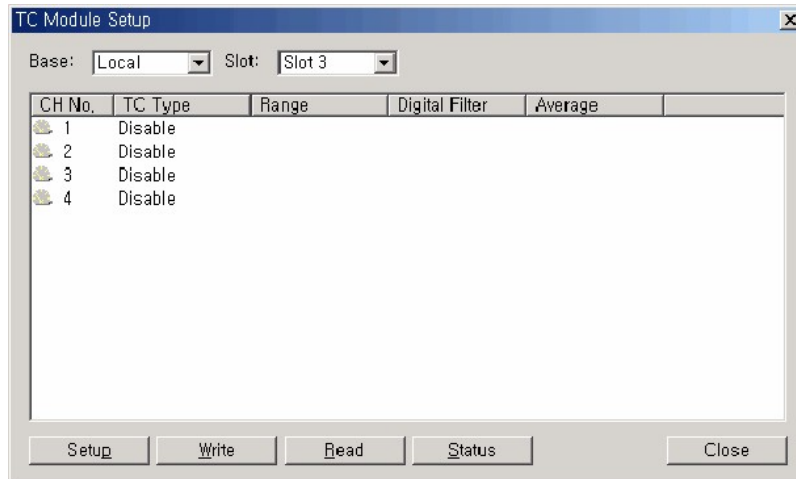 TC Module Setup
Base: Local Slot: Slot 3
CH No. TC Type Range Digital Filter Average
1 Disable
2 Disable
3 Disable
4 Disable
Setup Write Read Status Close